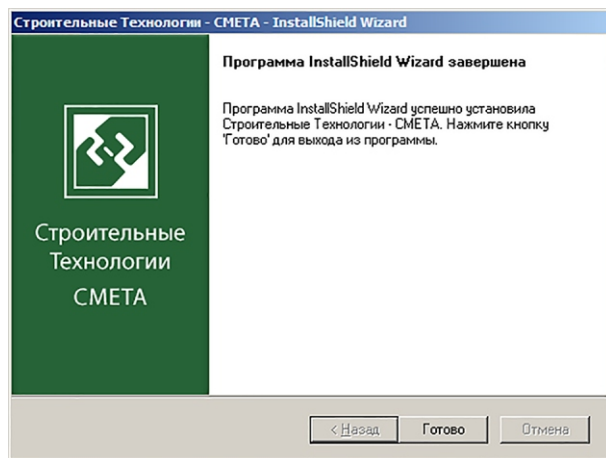 Строительные Технологии - СМЕТА - InstallShield Wizard
Программа InstallShield Wizard завершена
Программа InstallShield Wizard успешно установила
Строительные Технологии - СМЕТА. Нажмите кнопку
'Готово' для выхода из программы.
Строительные
Технологии
СМЕТА
< Назад
Готово
Отмена